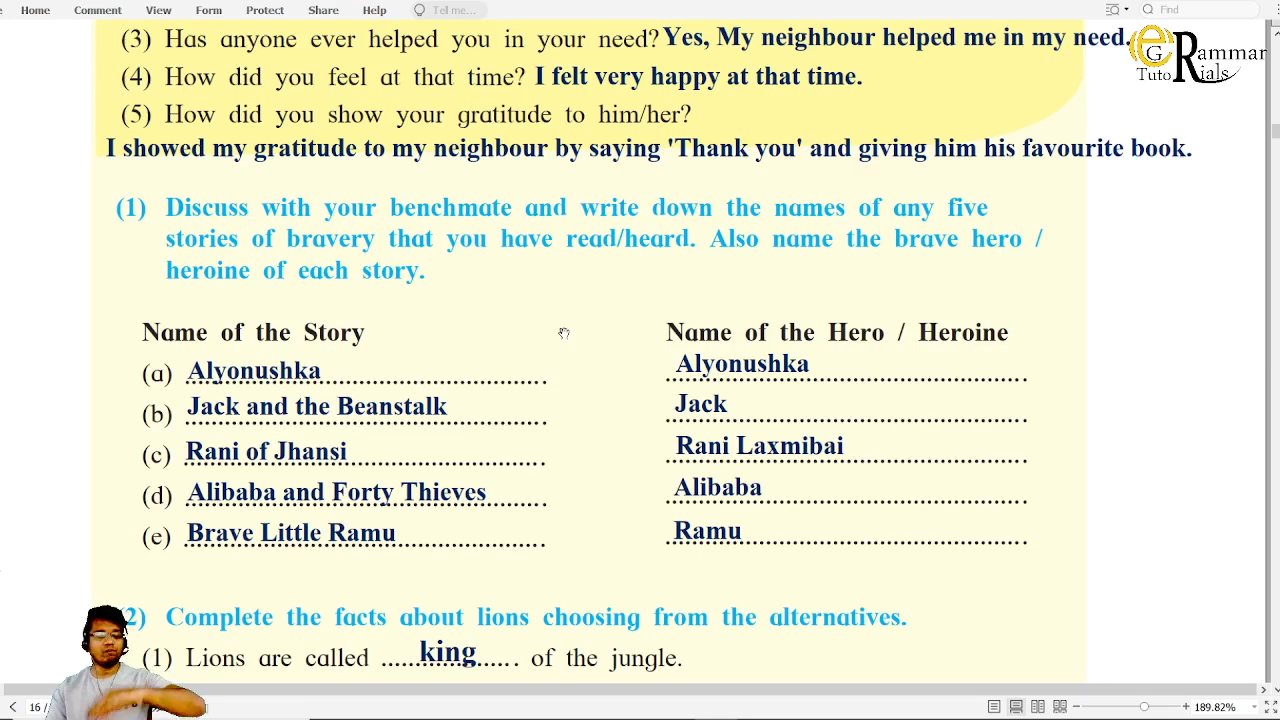 Home Comment View Form Protect Share Help Tell me... Find
(3) Has anyone ever helped you in your need? Yes, My neighbour helped me in my need.
eGRammar TutoRials
(4) How did you feel at that time? I felt very happy at that time.
(5) How did you show your gratitude to him/her?
I showed my gratitude to my neighbour by saying 'Thank you' and giving him his favourite book.
(1) Discuss with your benchmate and write down the names of any five
stories of bravery that you have read/heard. Also name the brave hero /
heroine of each story.
Name of the Story Name of the Hero / Heroine
(a) Alyonushka Alyonushka
(b) Jack and the Beanstalk Jack
(c) Rani of Jhansi Rani Laxmibai
(d) Alibaba and Forty Thieves Alibaba
(e) Brave Little Ramu Ramu
2) Complete the facts about lions choosing from the alternatives.
(1) Lions are called ......king...... of the jungle.
16 / 189.82%